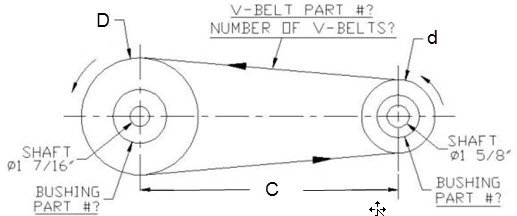 V-BELT PART #?
NUMBER OF V-BELTS?
D
d
SHAFT
Ø1 7/16"
BUSHING
PART #?
C
SHAFT
Ø1 5/8"
BUSHING
PART #?